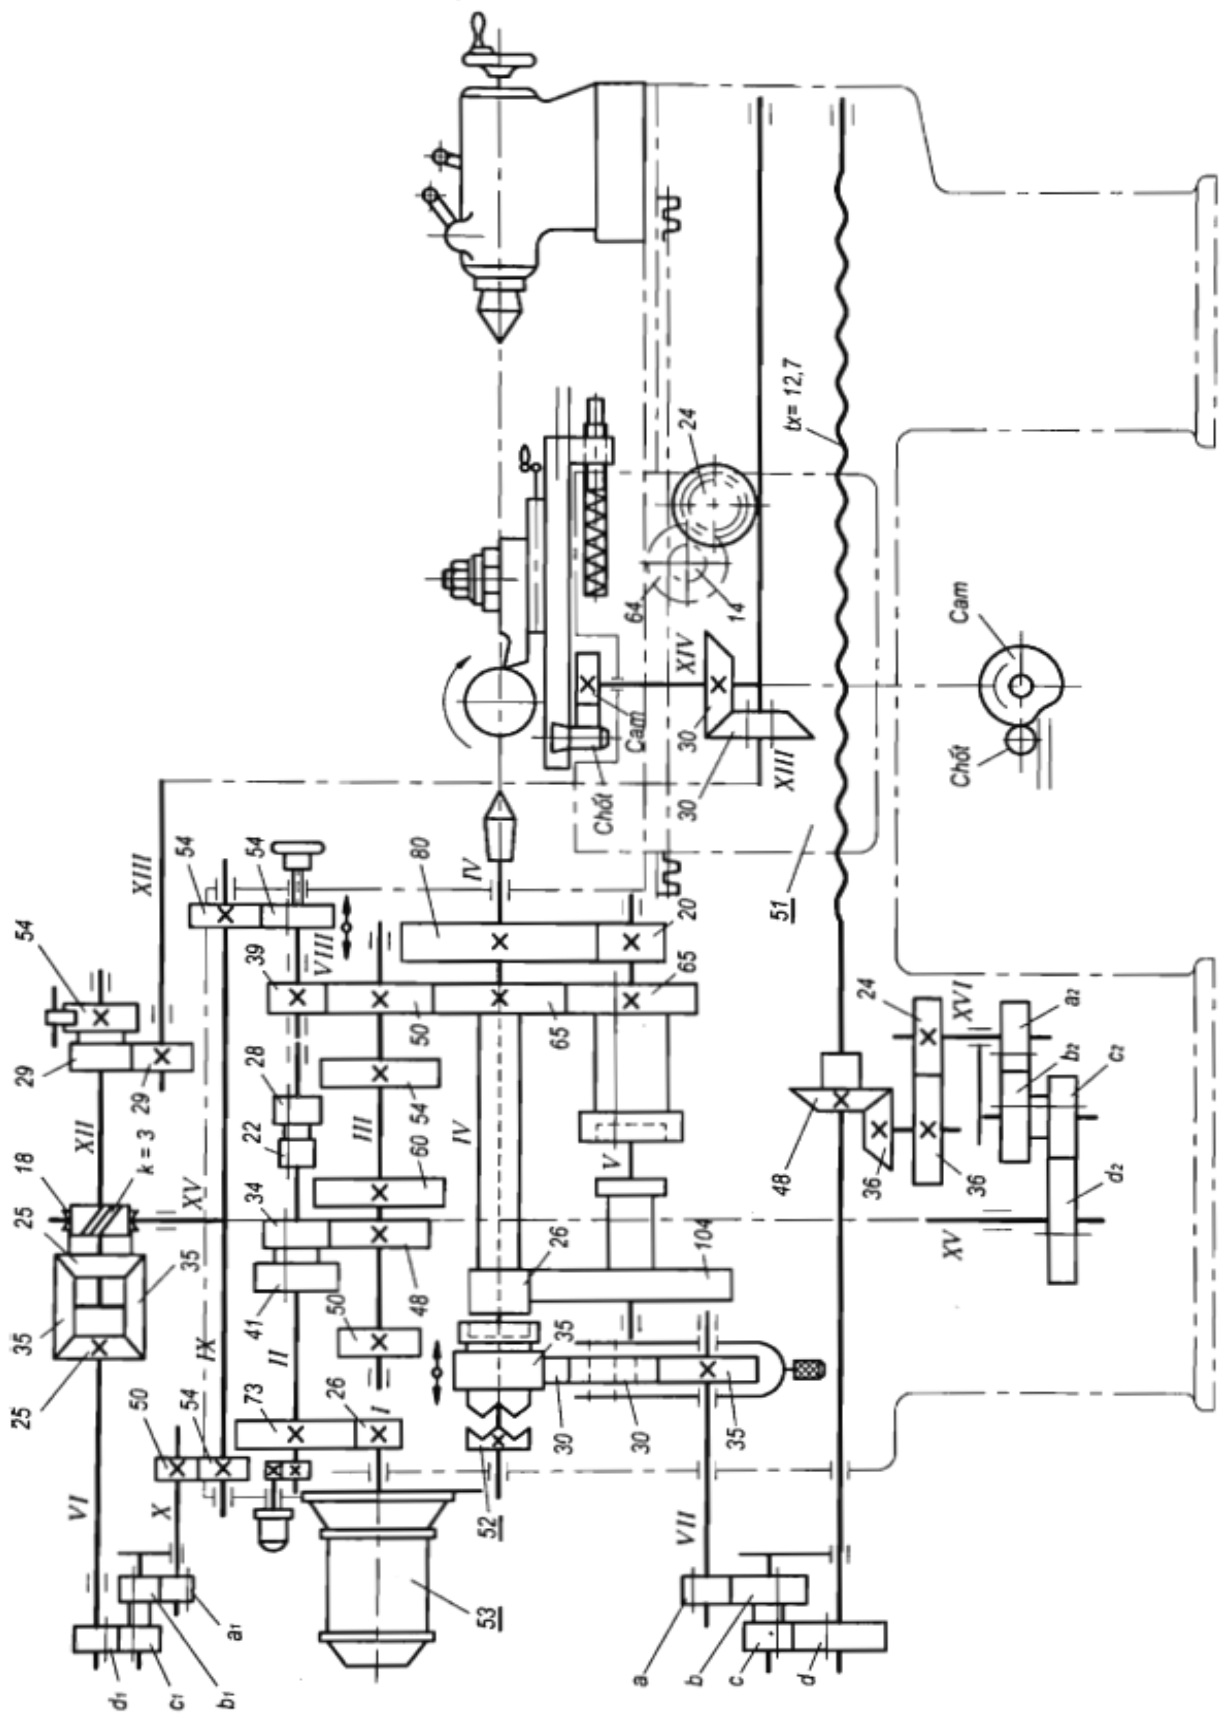 25
35
25
18
29
54
VI
XII
d1
k = 3
29
XIII
X
50
c1
35
XV
54
b1
a1
54
IX
73
II
41
34
22
28
39
54
VIII
I
26
50
48
III
60
54
50
80
IV
IV
53
52
35
26
65
30
30
V
104
65
20
Chốt
Cam
64
24
14
30
30
XIV
XIII
VII
35
a
b
c
d
51
tx= 12,7
48
36
24
XVI
36
a2
b2
c2
XV
d2
Chốt
Cam